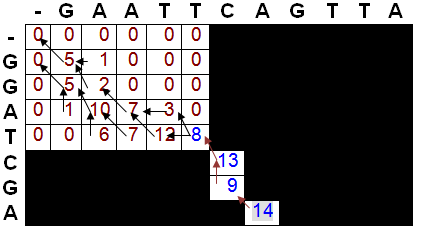 - G A A T T C A G T T A
- 0 0 0 0 0 0
G 0 5 1 0 0 0
G 0 5 2 0 0 0
A 0 1 10 7 3 0
T 0 0 6 7 12 8
C 13
G 9
A 14